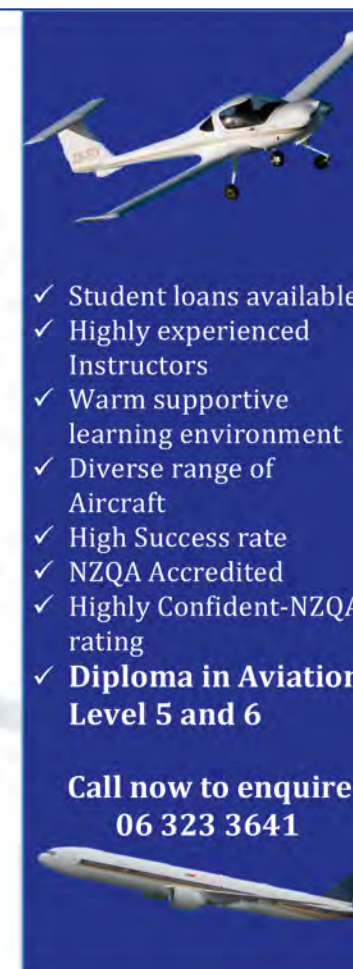 ✓ Student loans available
✓ Highly experienced
Instructors
✓ Warm supportive
learning environment
✓ Diverse range of
Aircraft
✓ High Success rate
✓ NZQA Accredited
✓ Highly Confident-NZQA
rating
✓ Diploma in Aviation
Level 5 and 6
Call now to enquire
06 323 3641